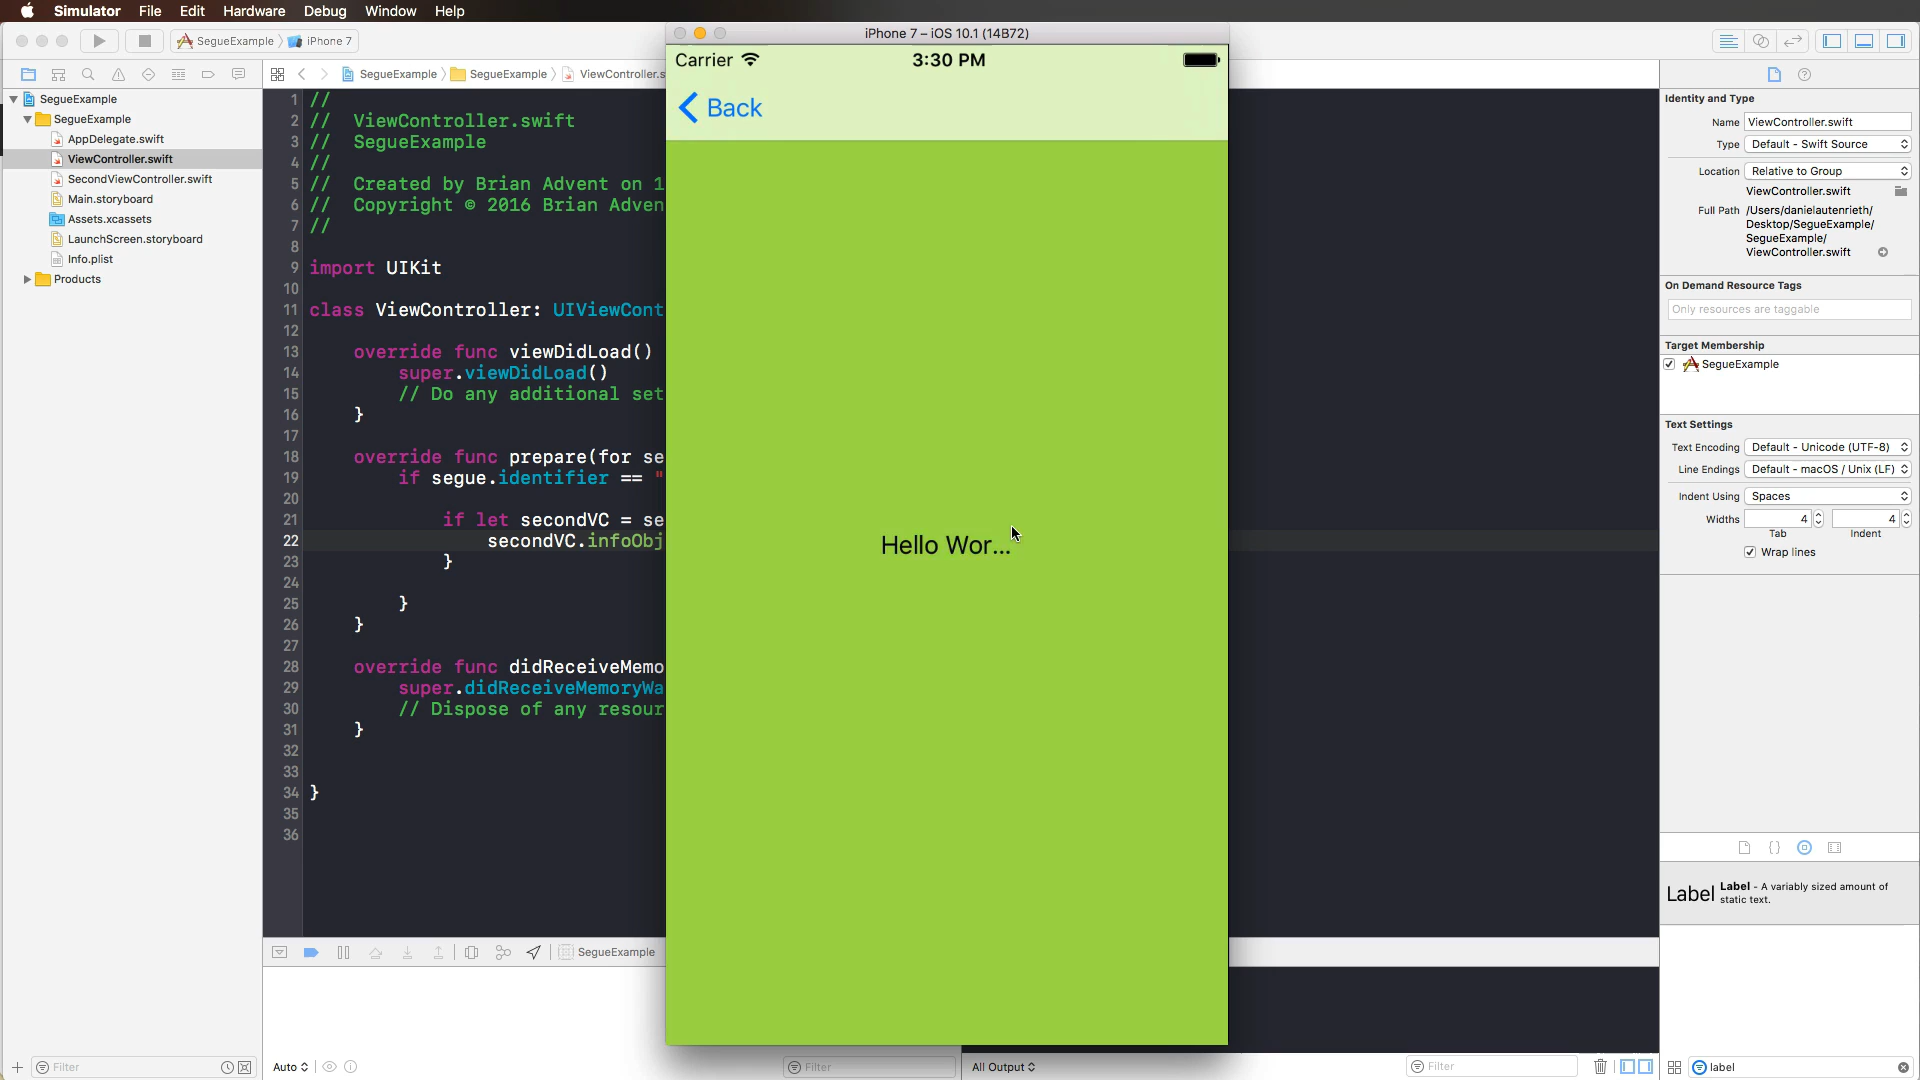 Simulator File Edit Hardware Debug Window Help
iPhone 7 – iOS 10.1 (14B72)
SegueExample iPhone 7
SegueExample SegueExample ViewController.s
Carrier 3:30 PM
Back
Hello Wor...
SegueExample
SegueExample
AppDelegate.swift
ViewController.swift
SecondViewController.swift
Main.storyboard
Assets.xcassets
LaunchScreen.storyboard
Info.plist
Products
1 //
2 // ViewController.swift
3 // SegueExample
4 //
5 // Created by Brian Advent on 1
6 // Copyright © 2016 Brian Adven
7 //
8
9 import UIKit
10
11 class ViewController: UIViewCont
12
13 override func viewDidLoad()
14 super.viewDidLoad()
15 // Do any additional set
16 }
17
18 override func prepare(for se
19 if segue.identifier == "
20
21 if let secondVC = se
22 secondVC.infoObj
23 }
24
25 }
26 }
27
28 override func didReceiveMemo
29 super.didReceiveMemoryWa
30 // Dispose of any resour
31 }
32
33
34 }
35
36
SegueExample
Identity and Type
Name ViewController.swift
Type Default - Swift Source
Location Relative to Group
ViewController.swift
Full Path /Users/danielautenrieth/
Desktop/SegueExample/
SegueExample/
ViewController.swift
On Demand Resource Tags
Only resources are taggable
Target Membership
SegueExample
Text Settings
Text Encoding Default - Unicode (UTF-8)
Line Endings Default - macOS / Unix (LF)
Indent Using Spaces
Widths 4 4
Tab Indent
Wrap lines
{}
Label Label - A variably sized amount of
static text.
Filter Auto Filter All Output Filter label